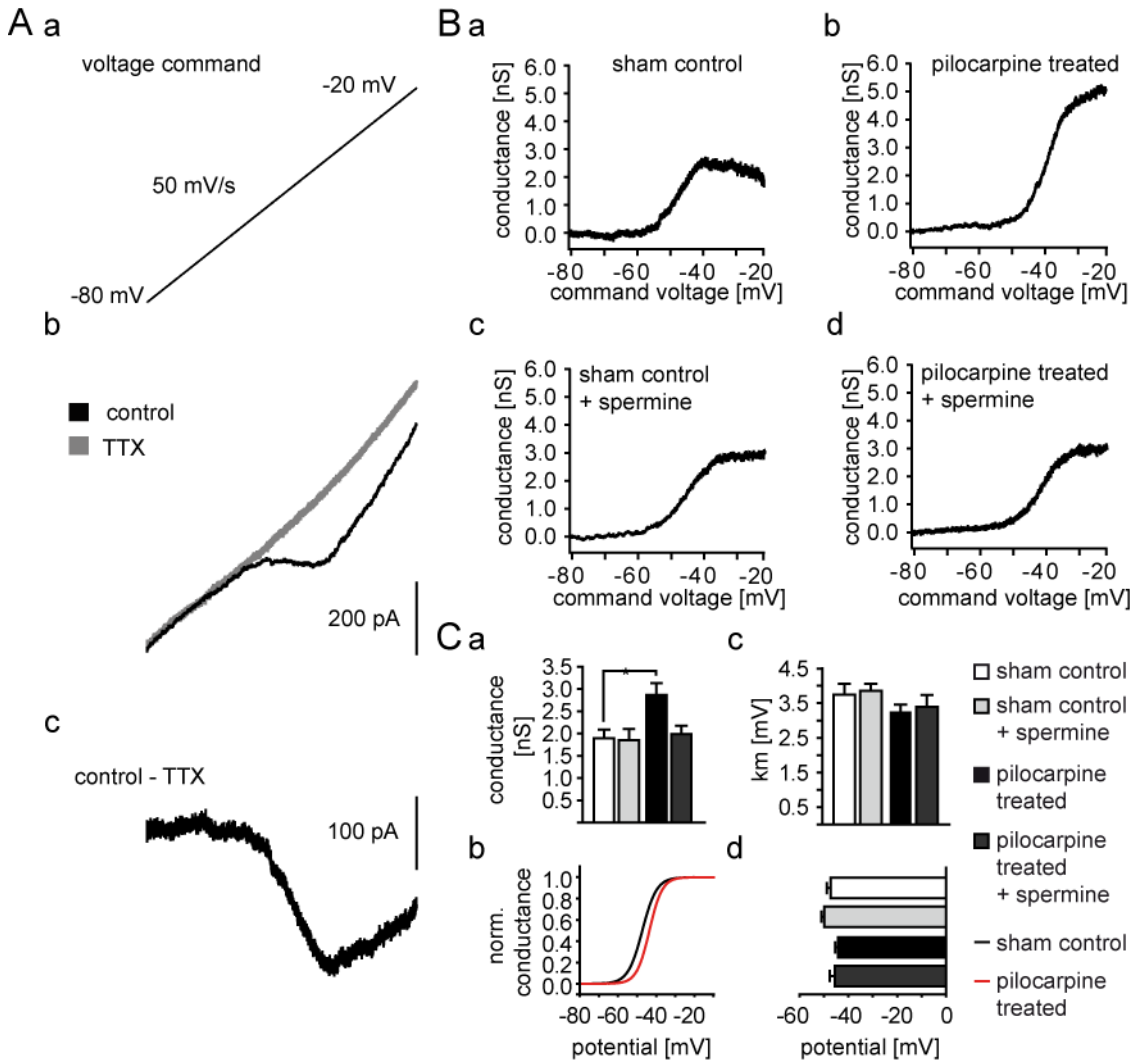 A a
voltage command
-20 mV
50 mV/s
-80 mV
b
control
TTX
200 pA
c
control - TTX
100 pA
B a
sham control
conductance [nS]
6.0
5.0
4.0
3.0
2.0
1.0
0.0
-80 -60 -40 -20
command voltage [mV]
b
pilocarpine treated
conductance [nS]
6.0
5.0
4.0
3.0
2.0
1.0
0.0
-80 -60 -40 -20
command voltage [mV]
c
sham control
+ spermine
conductance [nS]
6.0
5.0
4.0
3.0
2.0
1.0
0.0
-80 -60 -40 -20
command voltage [mV]
d
pilocarpine treated
+ spermine
conductance [nS]
6.0
5.0
4.0
3.0
2.0
1.0
0.0
-80 -60 -40 -20
command voltage [mV]
C a
conductance
[nS]
3.5
3.0
2.5
2.0
1.5
1.0
0.5
*
b
norm.
conductance
1.0
0.8
0.6
0.4
0.2
0.0
-80 -60 -40 -20
potential [mV]
c
km [mV]
4.5
3.5
2.5
1.5
0.5
d
-60 -40 -20 0
potential [mV]
sham control
sham control
+ spermine
pilocarpine
treated
pilocarpine
treated
+ spermine
sham control
pilocarpine
treated